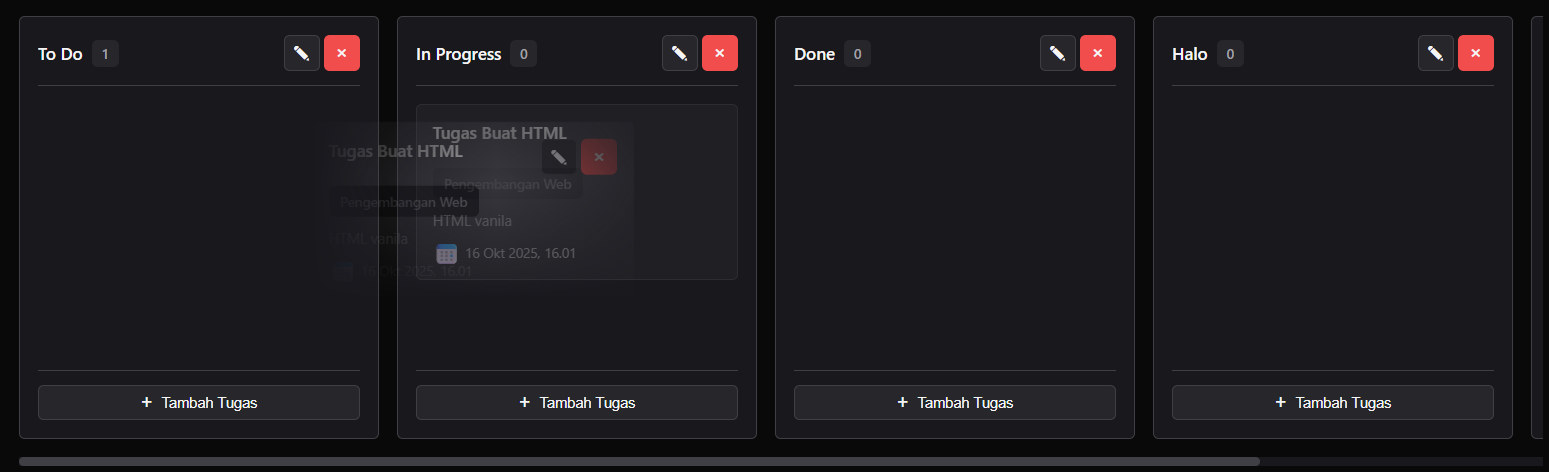 To Do 1
In Progress 0
Tugas Buat HTML
Pengembangan Web
HTML vanila
16 Okt 2025, 16.01
Tugas Buat HTML
Pengembangan Web
HTML vanila
16 Okt 2025, 16.01
Done 0
Halo 0
+ Tambah Tugas
+ Tambah Tugas
+ Tambah Tugas
+ Tambah Tugas